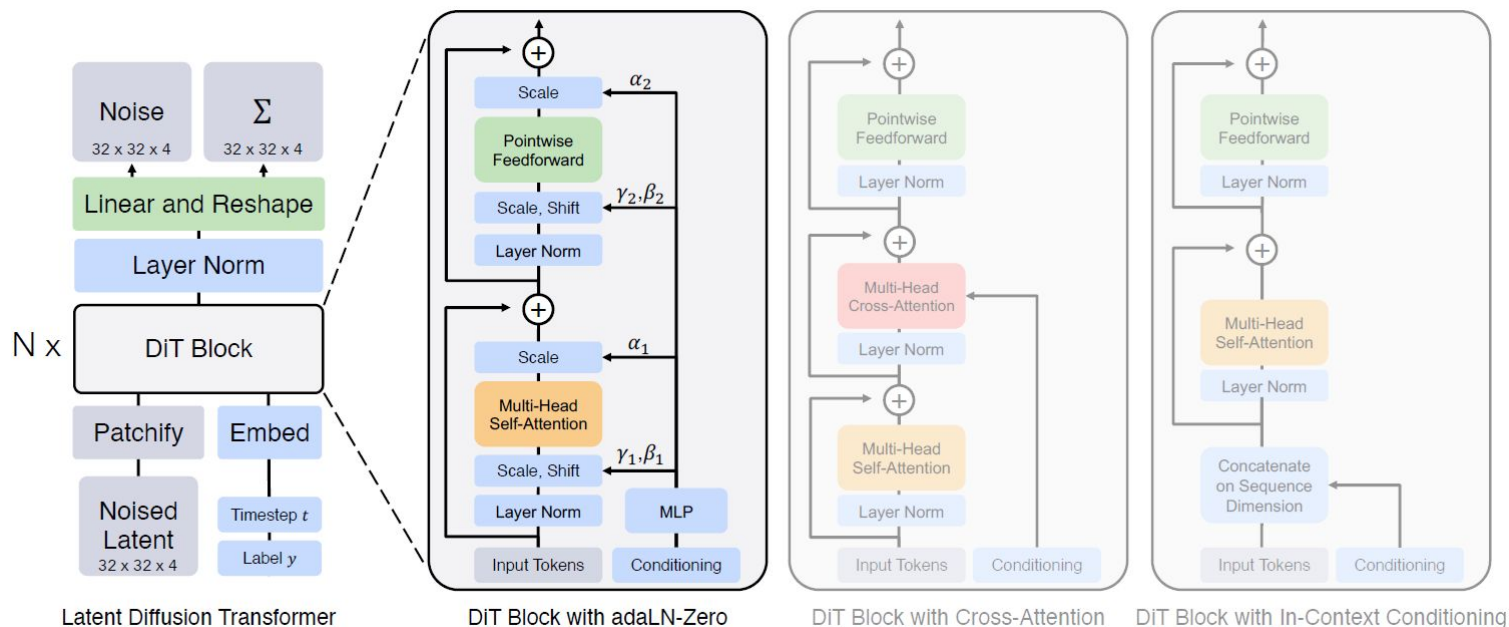 Noise
32 x 32 x 4
Σ
32 x 32 x 4
Linear and Reshape
Layer Norm
N x
DiT Block
Patchify
Embed
Noised
Latent
32 x 32 x 4
Timestep t
Label y
Latent Diffusion Transformer
Scale
α₂
Pointwise
Feedforward
Scale, Shift
γ₂,β₂
Layer Norm
Scale
α₁
Multi-Head
Self-Attention
Scale, Shift
γ₁,β₁
Layer Norm
MLP
Input Tokens
Conditioning
DiT Block with adaLN-Zero
Pointwise
Feedforward
Layer Norm
Multi-Head
Cross-Attention
Layer Norm
Multi-Head
Self-Attention
Layer Norm
Input Tokens
Conditioning
DiT Block with Cross-Attention
Pointwise
Feedforward
Layer Norm
Multi-Head
Self-Attention
Layer Norm
Concatenate
on Sequence
Dimension
Input Tokens
Conditioning
DiT Block with In-Context Conditioning